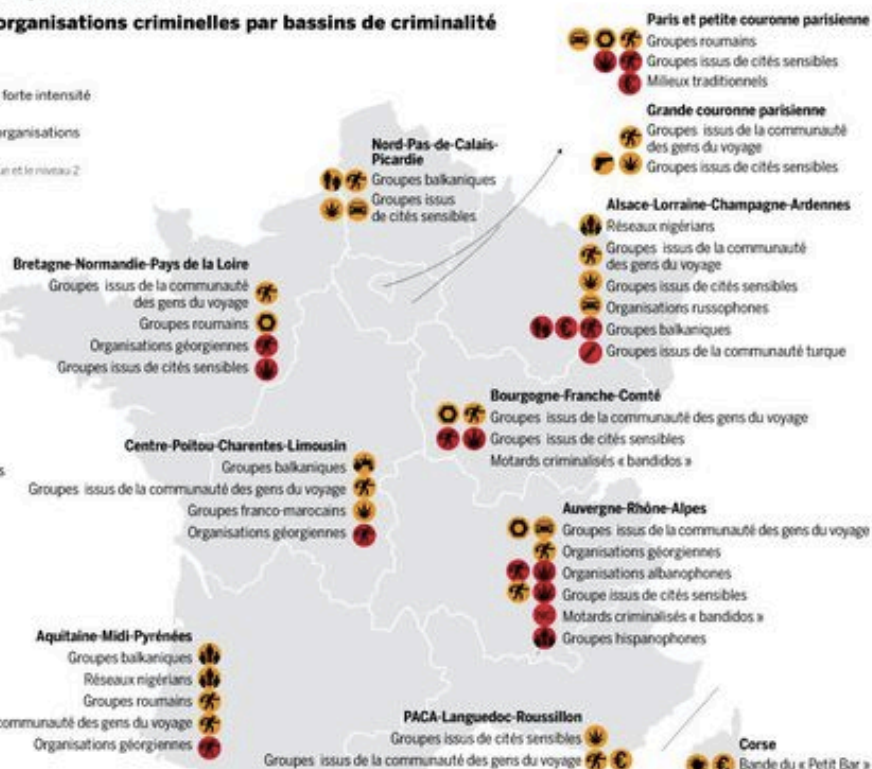 organisations criminelles par bassins de criminalité
forte intensité
organisations
un et le niveau 2
Paris et petite couronne parisienne
Groupes roumains
Groupes issus de cités sensibles
Milieux traditionnels
Grande couronne parisienne
Groupes issus de la communauté
des gens du voyage
Groupes issus de cités sensibles
Nord-Pas-de-Calais-
Picardie
Groupes balkaniques
Groupes issus
de cités sensibles
Alsace-Lorraine-Champagne-Ardennes
Réseaux nigérians
Groupes issus de la communauté
des gens du voyage
Groupes issus de cités sensibles
Organisations russophones
Groupes balkaniques
Groupes issus de la communauté turque
Bretagne-Normandie-Pays de la Loire
Groupes issus de la communauté
des gens du voyage
Groupes roumains
Organisations géorgiennes
Groupes issus de cités sensibles
Bourgogne-Franche-Comté
Groupes issus de la communauté des gens du voyage
Groupes issus de cités sensibles
Motards criminalisés « bandidos »
Centre-Poitou-Charentes-Limousin
Groupes balkaniques
Groupes issus de la communauté des gens du voyage
Groupes franco-marocains
Organisations géorgiennes
s
Auvergne-Rhône-Alpes
Groupes issus de la communauté des gens du voyage
Organisations géorgiennes
Organisations albanophones
Groupe issus de cités sensibles
Motards criminalisés « bandidos »
Groupes hispanophones
Aquitaine-Midi-Pyrénées
Groupes balkaniques
Réseaux nigérians
Groupes roumains
communauté des gens du voyage
Organisations géorgiennes
PACA-Languedoc-Roussillon
Groupes issus de cités sensibles
Groupes issus de la communauté des gens du voyage
Corse
Bande du « Petit Bar »